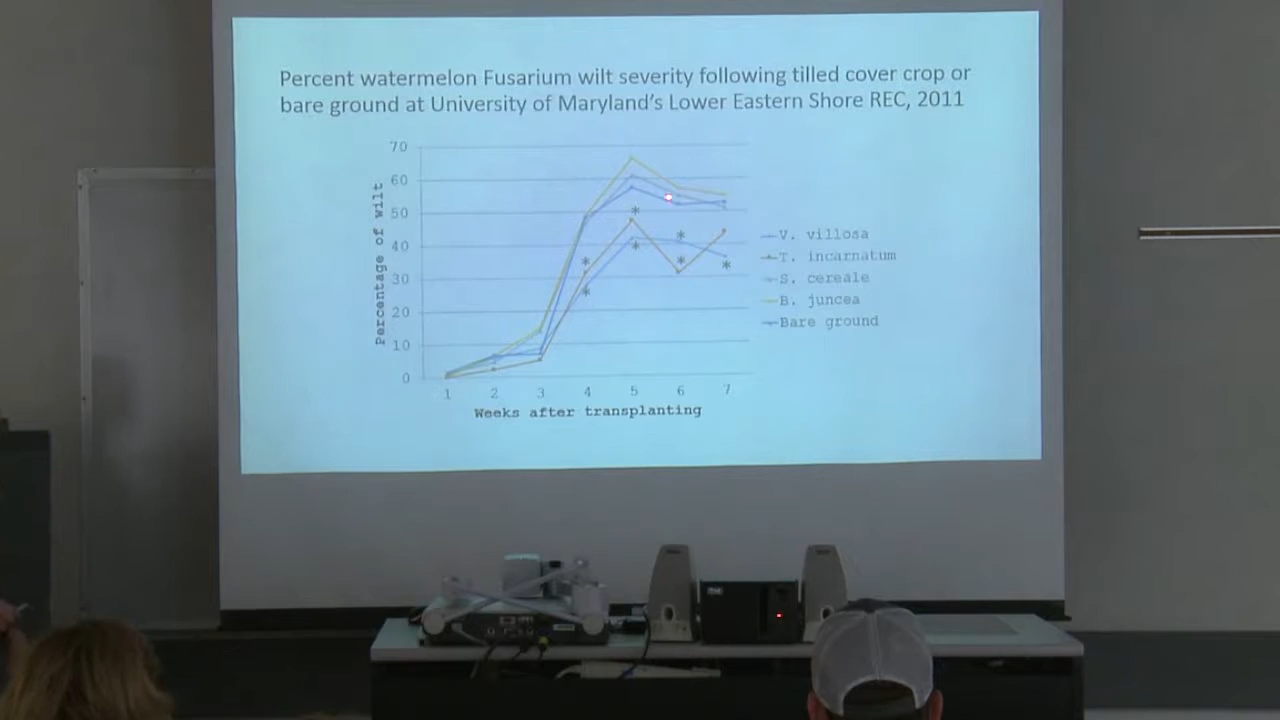 Percent watermelon Fusarium wilt severity following tilled cover crop or
bare ground at University of Maryland's Lower Eastern Shore REC, 2011
70
60
50
40
30
20
10
0
Percentage of wilt
* * * * * * *
1 2 3 4 5 6 7
Weeks after transplanting
V. villosa
T. incarnatum
S. cereale
B. juncea
Bare ground